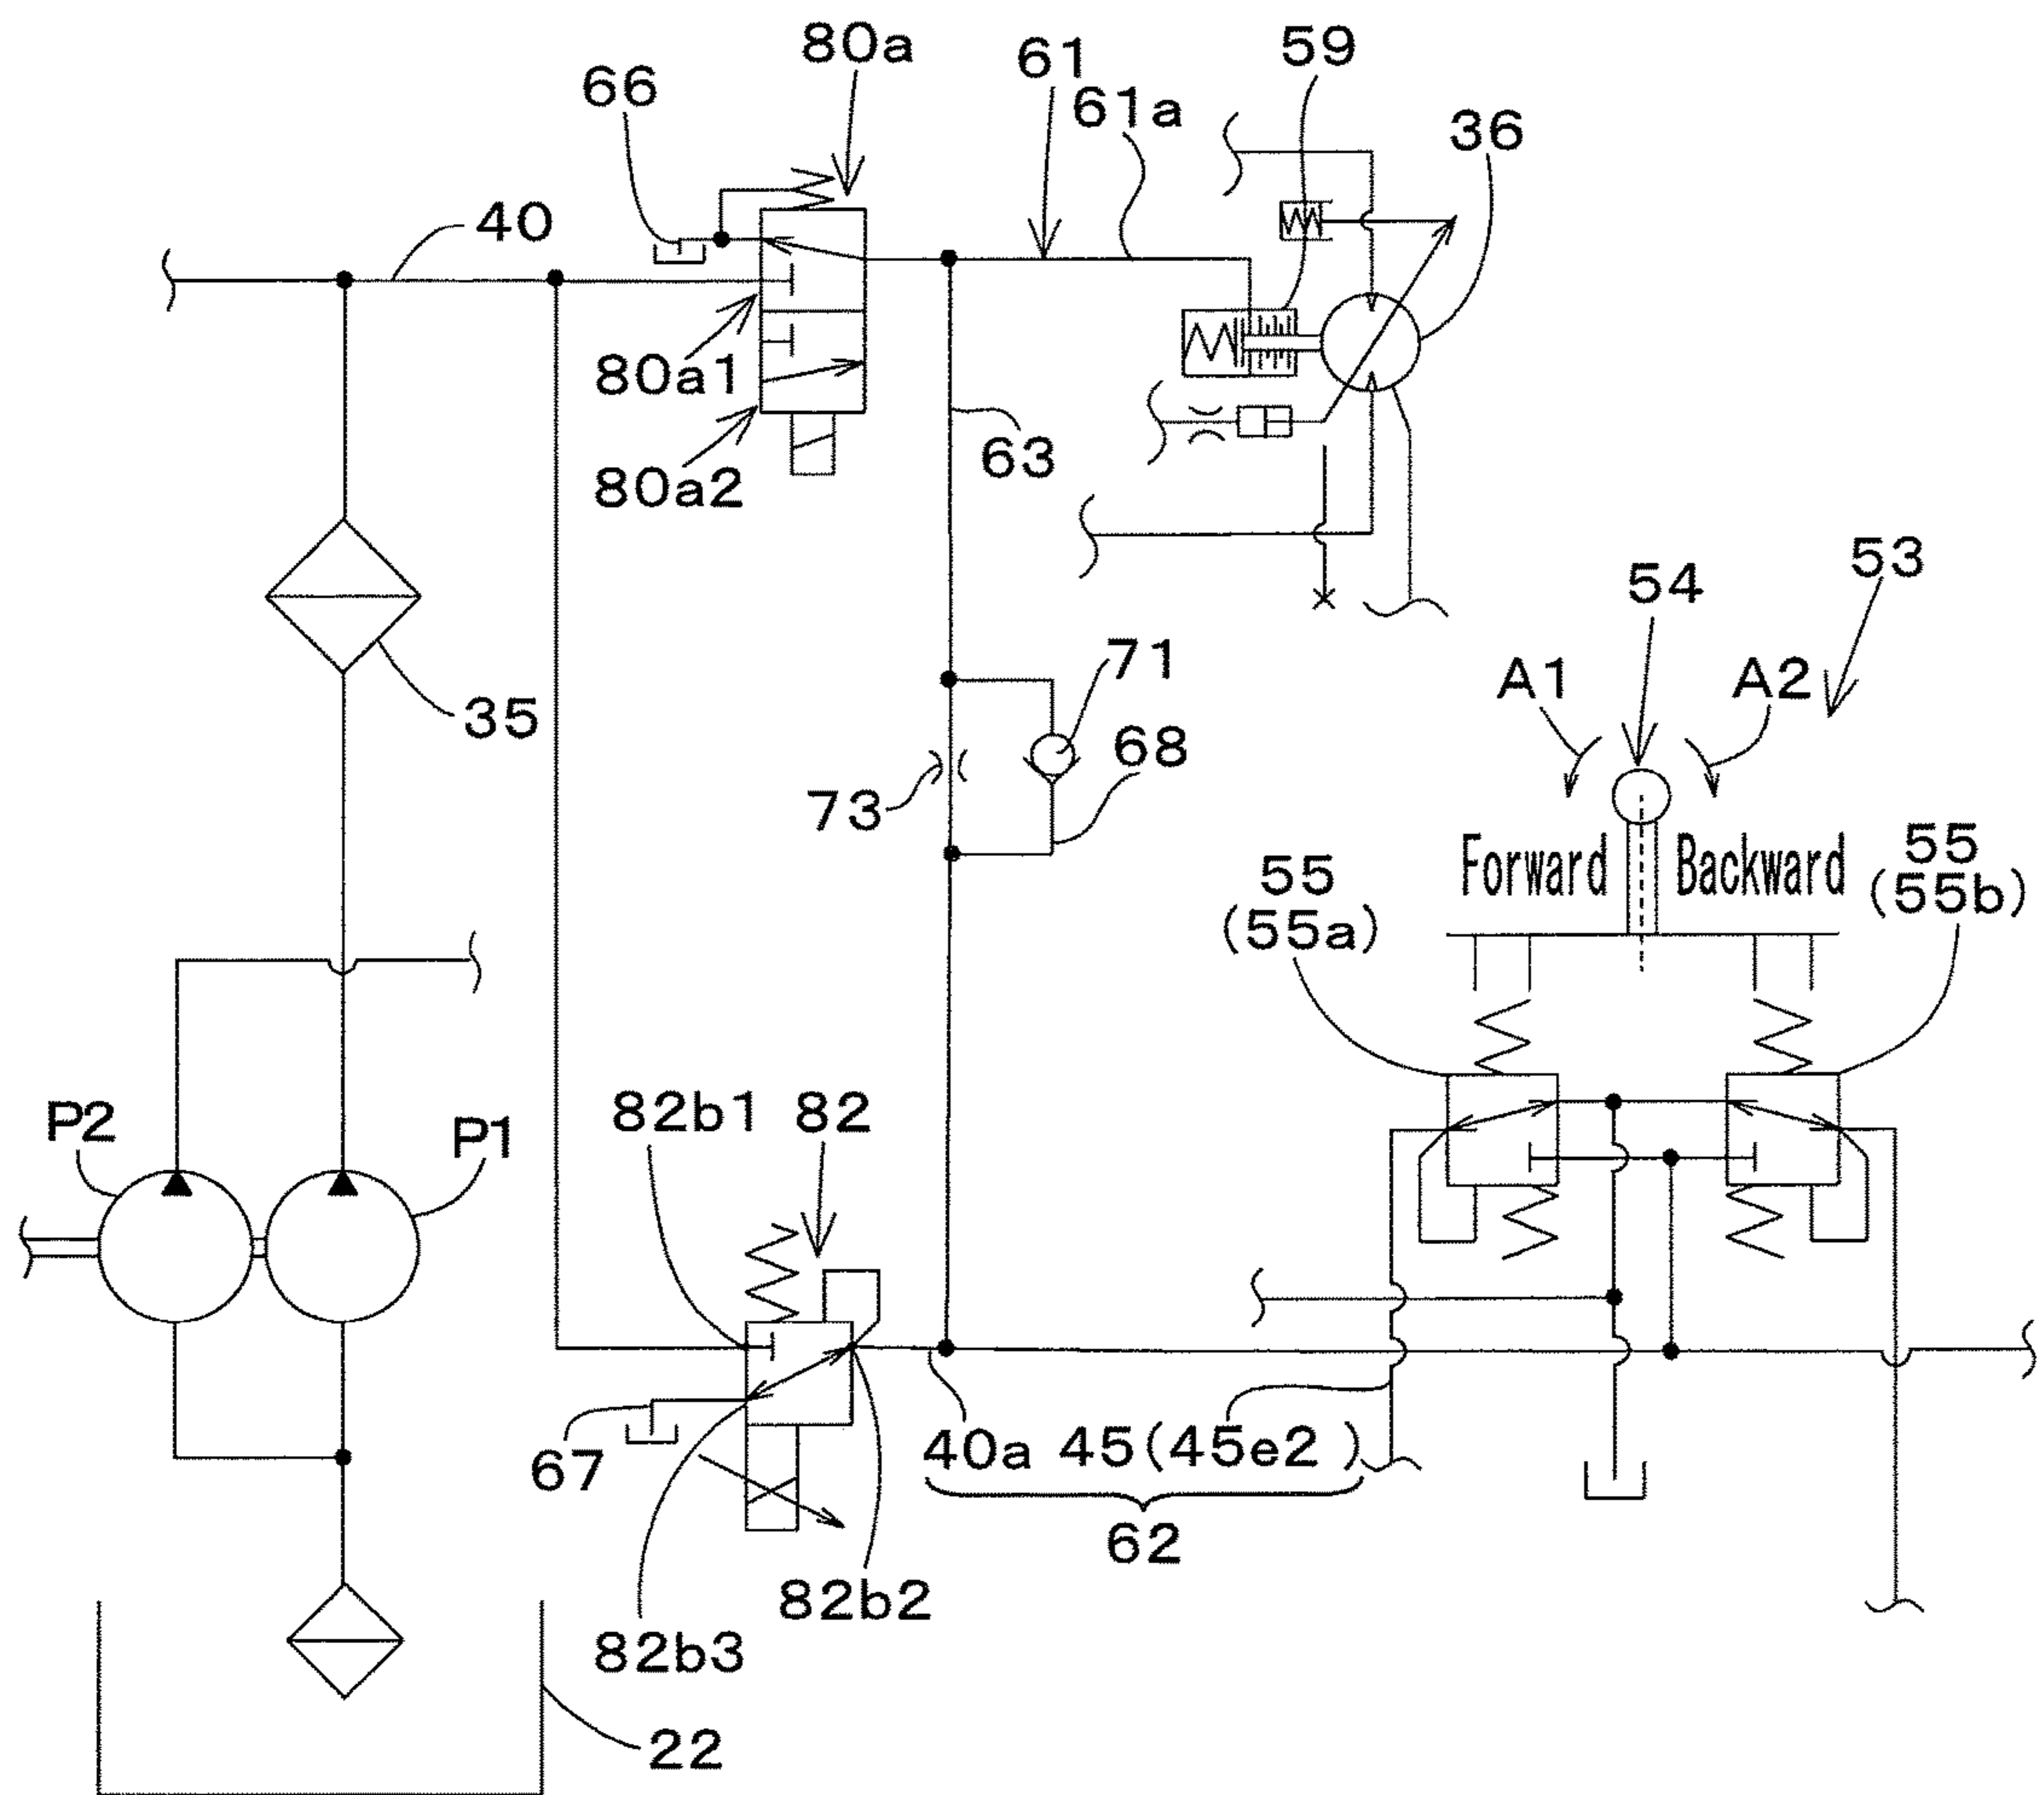 80a
61
59
66
61a
36
40
80a1
63
80a2
53
54
71
A1
A2
35
68
73
Forward
Backward
55
(55b)
55
(55a)
82b1
82
P2
P1
40a
45(45e2)
67
62
82b2
82b3
22